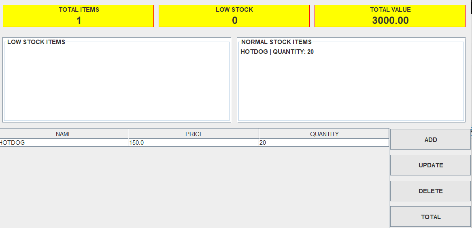 TOTAL ITEMS
1
LOW STOCK
0
TOTAL VALUE
3000.00
LOW STOCK ITEMS
NORMAL STOCK ITEMS
HOTDOG | QUANTITY: 20
NAME PRICE QUANTITY
HOTDOG 150.0 20
ADD
UPDATE
DELETE
TOTAL